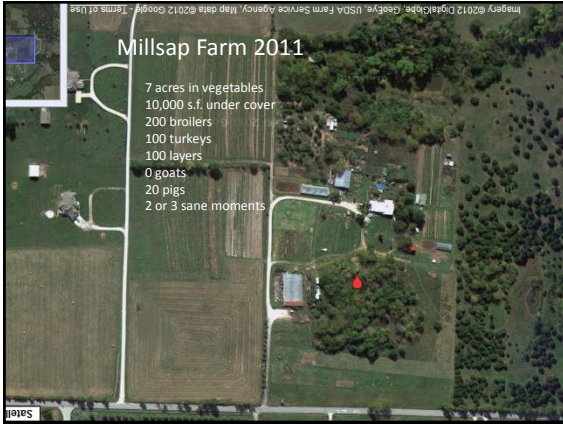 Imagery ©2012 DigitalGlobe, GeoEye, USDA Farm Service Agency, Map data ©2012 Google - Terms of Use
Millsap Farm 2011
7 acres in vegetables
10,000 s.f. under cover
200 broilers
100 turkeys
100 layers
0 goats
20 pigs
2 or 3 sane moments
Satell